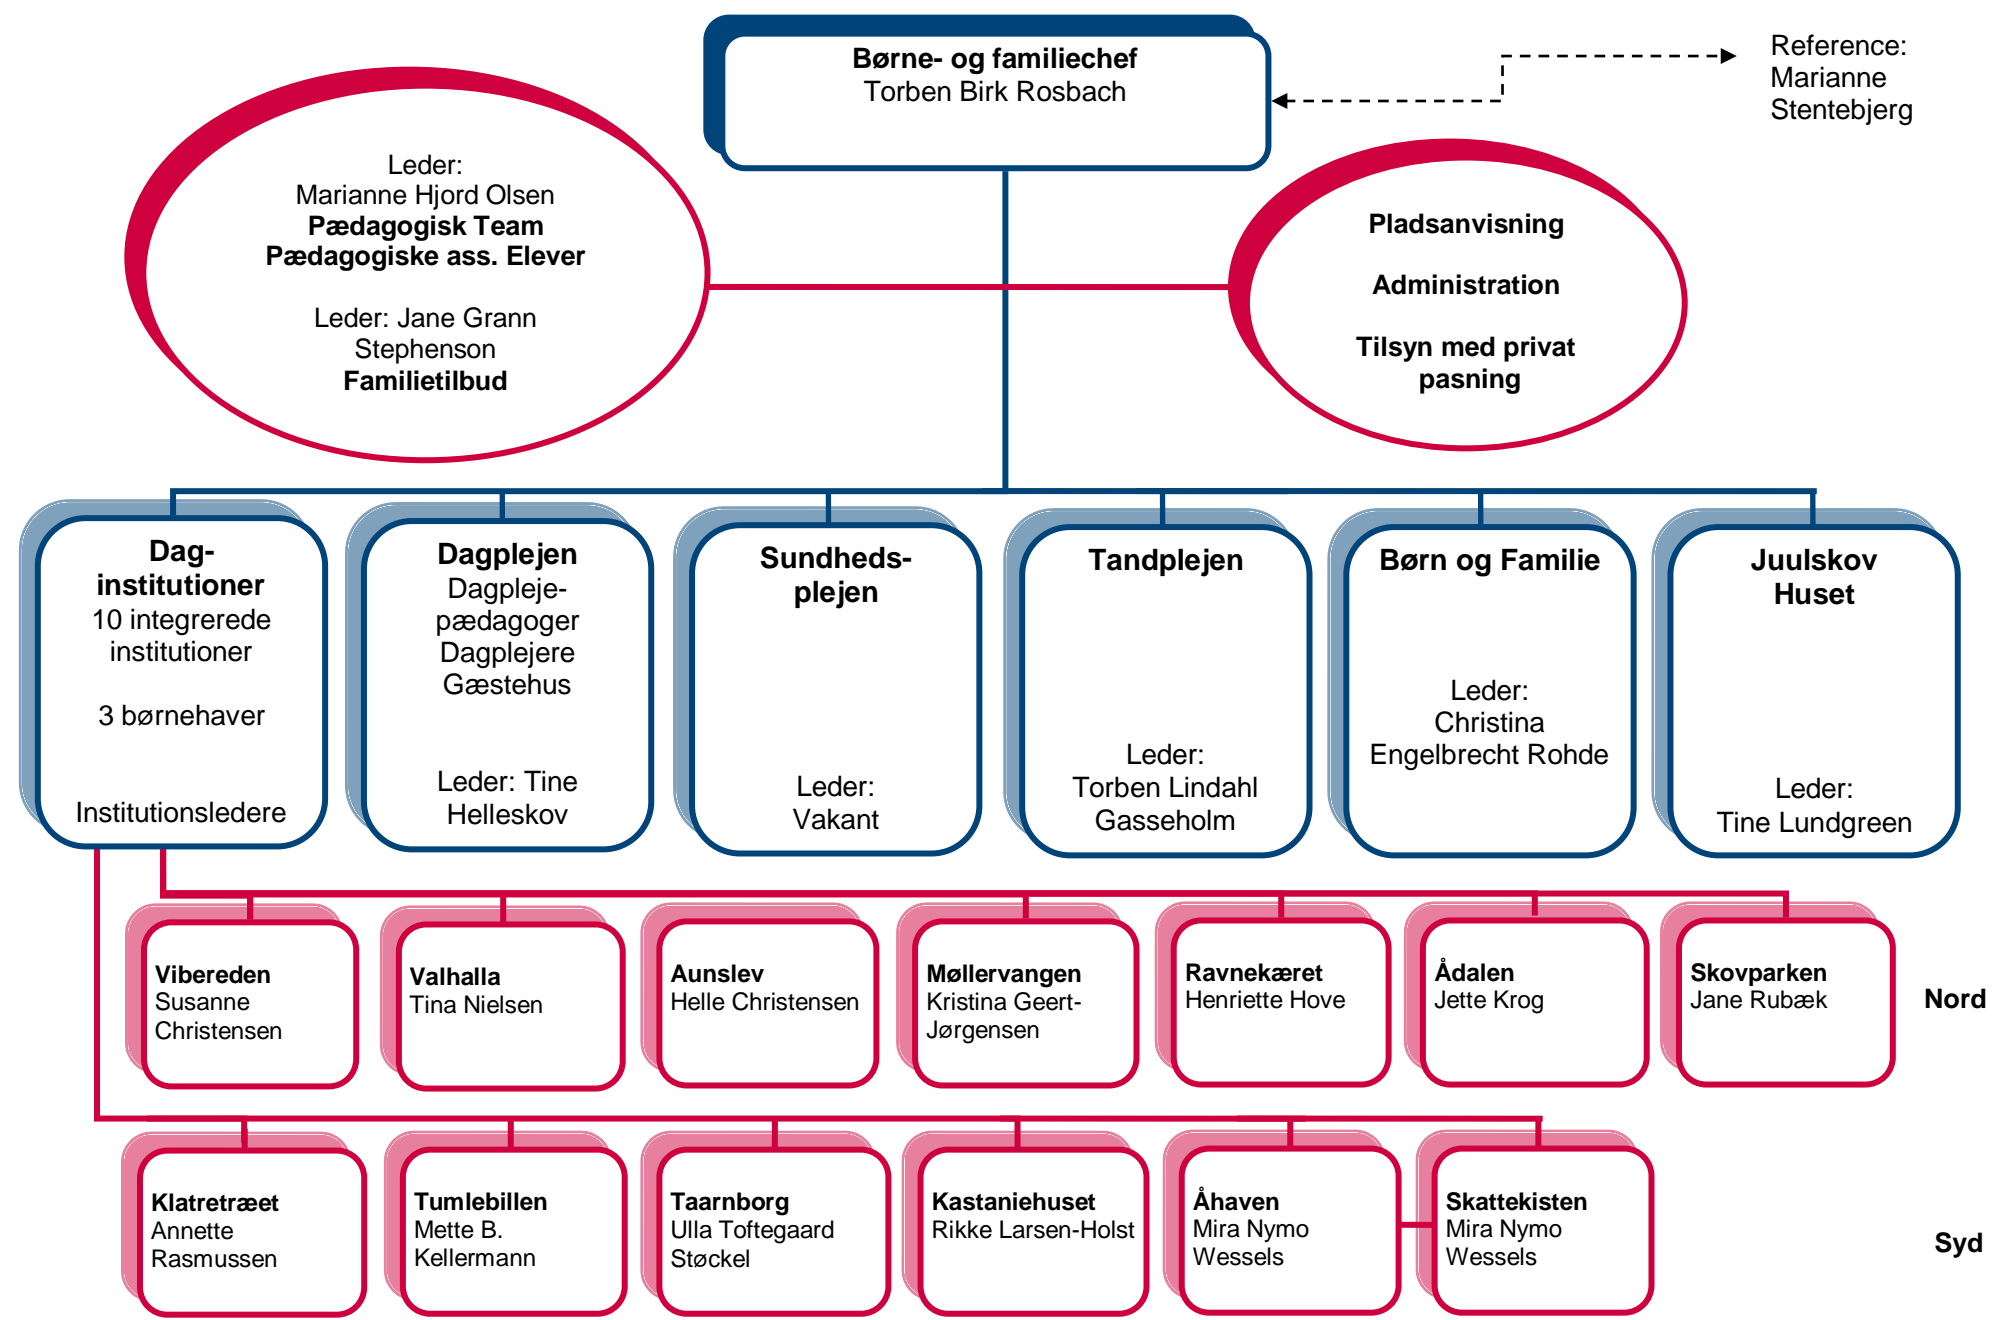 Børne- og familiechef
Torben Birk Rosbach
Reference:
Marianne
Stentebjerg
Leder:
Marianne Hjord Olsen
Pædagogisk Team
Pædagogiske ass. Elever
Leder: Jane Grann
Stephenson
Familietilbud
Pladsanvisning
Administration
Tilsyn med privat
pasning
Dag-
institutioner
10 integrerede
institutioner
3 børnehaver
Institutionsledere
Dagplejen
Dagpleje-
pædagoger
Dagplejere
Gæstehus
Leder: Tine
Helleskov
Sundheds-
plejen
Leder:
Vakant
Tandplejen
Leder:
Torben Lindahl
Gasseholm
Børn og Familie
Leder:
Christina
Engelbrecht Rohde
Juulskov
Huset
Leder:
Tine Lundgreen
Vibereden
Susanne
Christensen
Valhalla
Tina Nielsen
Aunslev
Helle Christensen
Møllervangen
Kristina Geert-
Jørgensen
Ravnekæret
Henriette Hove
Ådalen
Jette Krog
Skovparken
Jane Rubæk
Nord
Klatretræet
Annette
Rasmussen
Tumlebillen
Mette B.
Kellermann
Taarnborg
Ulla Toftegaard
Støckel
Kastaniehuset
Rikke Larsen-Holst
Åhaven
Mira Nymo
Wessels
Skattekisten
Mira Nymo
Wessels
Syd